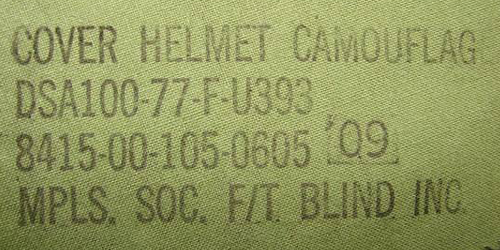 COVER HELMET CAMOUFLAG
DSA100-77-F-U393
8415-00-105-0605 '09
MPLS. SOC. F/T. BLIND INC.